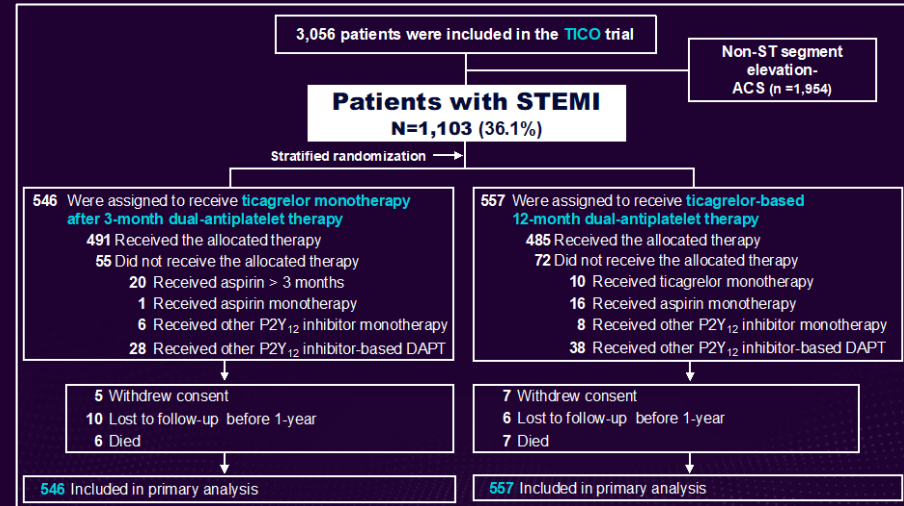 3,056 patients were included in the TICO trial
Non-ST segment
elevation-
ACS (n =1,954)
Patients with STEMI
N=1,103 (36.1%)
Stratified randomization
546 Were assigned to receive ticagrelor monotherapy
after 3-month dual-antiplatelet therapy
491 Received the allocated therapy
55 Did not receive the allocated therapy
20 Received aspirin > 3 months
1 Received aspirin monotherapy
6 Received other P2Y12 inhibitor monotherapy
28 Received other P2Y12 inhibitor-based DAPT
557 Were assigned to receive ticagrelor-based
12-month dual-antiplatelet therapy
485 Received the allocated therapy
72 Did not receive the allocated therapy
10 Received ticagrelor monotherapy
16 Received aspirin monotherapy
8 Received other P2Y12 inhibitor monotherapy
38 Received other P2Y12 inhibitor-based DAPT
5 Withdrew consent
10 Lost to follow-up before 1-year
6 Died
7 Withdrew consent
6 Lost to follow-up before 1-year
7 Died
546 Included in primary analysis
557 Included in primary analysis